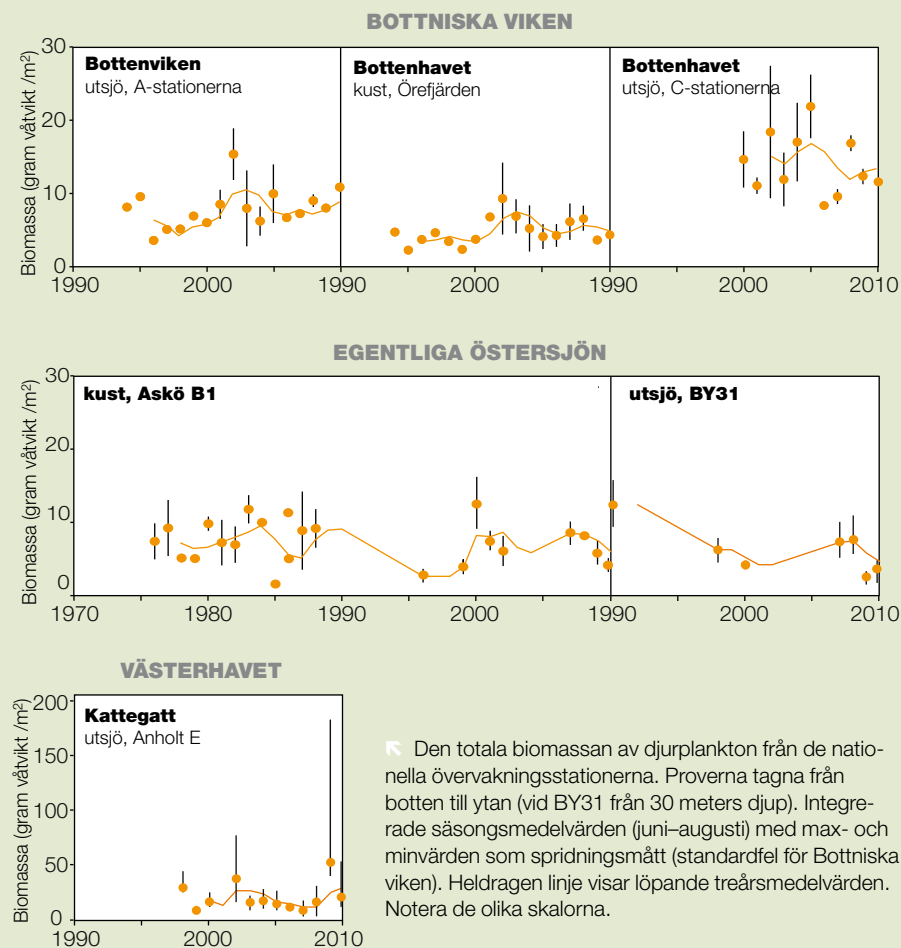 BOTTNISKA VIKEN
Biomassa (gram våtvikt /m²)
30
20
10
0
Bottenviken
utsjö, A-stationerna
Bottenhavet
kust, Örefjärden
Bottenhavet
utsjö, C-stationerna
1990 2000 1990 2000 1990 2000 2010
EGENTLIGA ÖSTERSJÖN
Biomassa (gram våtvikt /m²)
30
20
10
0
kust, Askö B1
utsjö, BY31
1970 1980 1990 2000 1990 2000 2010
VÄSTERHAVET
Biomassa (gram våtvikt /m²)
200
150
100
50
0
Kattegatt
utsjö, Anholt E
1990 2000 2010
Den totala biomassan av djurplankton från de natio-
nella övervakningsstationerna. Proverna tagna från
botten till ytan (vid BY31 från 30 meters djup). Integre-
rade säsongsmedelvärden (juni–augusti) med max- och
minvärden som spridningsmått (standardfel för Bottniska
viken). Heldragen linje visar löpande treårsmedelvärden.
Notera de olika skalorna.